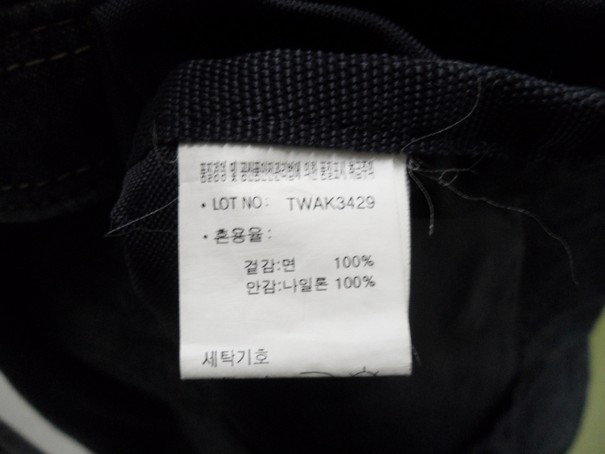 • LOT NO: TWAK3429
• 혼용율:
겉감:면 100%
안감:나일론 100%
세탁기호